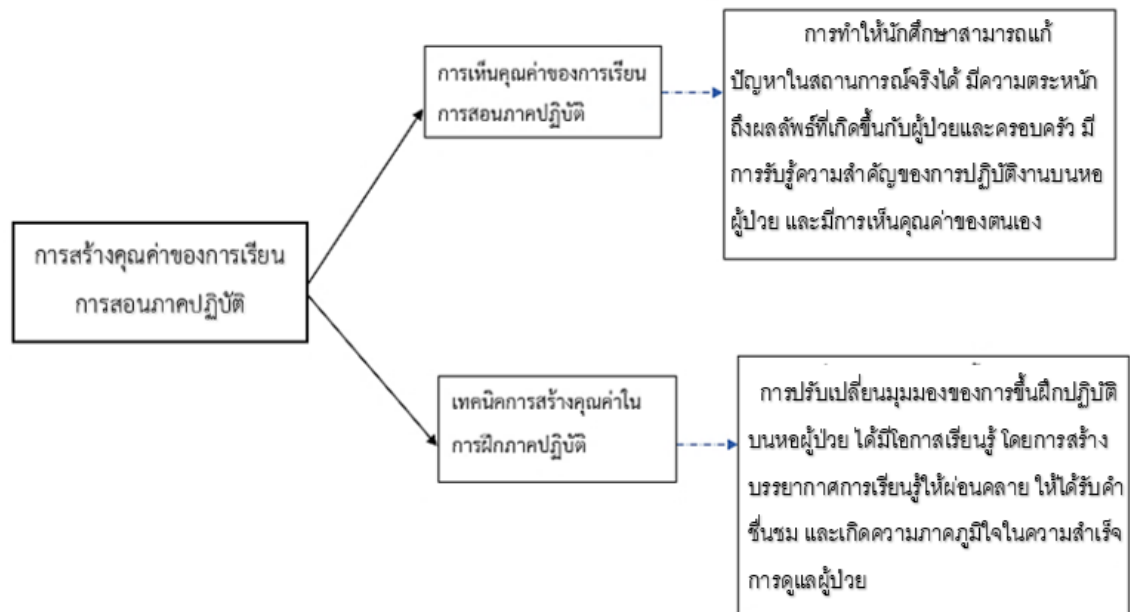 การสร้างคุณค่าของการเรียน
การสอนภาคปฏิบัติ
การเห็นคุณค่าของการเรียน
การสอนภาคปฏิบัติ
การทำให้นักศึกษาสามารถแก้
ปัญหาในสถานการณ์จริงได้ มีความตระหนัก
ถึงผลลัพธ์ที่เกิดขึ้นกับผู้ป่วยและครอบครัว มี
การรับรู้ความสำคัญของการปฏิบัติงานบนหอ
ผู้ป่วย และมีการเห็นคุณค่าของตนเอง
เทคนิคการสร้างคุณค่าใน
การฝึกภาคปฏิบัติ
การปรับเปลี่ยนมุมมองของการขึ้นฝึกปฏิบัติ
บนหอผู้ป่วย ได้มีโอกาสเรียนรู้ โดยการสร้าง
บรรยากาศการเรียนรู้ให้ผ่อนคลาย ให้ได้รับคำ
ชื่นชม และเกิดความภาคภูมิใจในความสำเร็จ
การดูแลผู้ป่วย